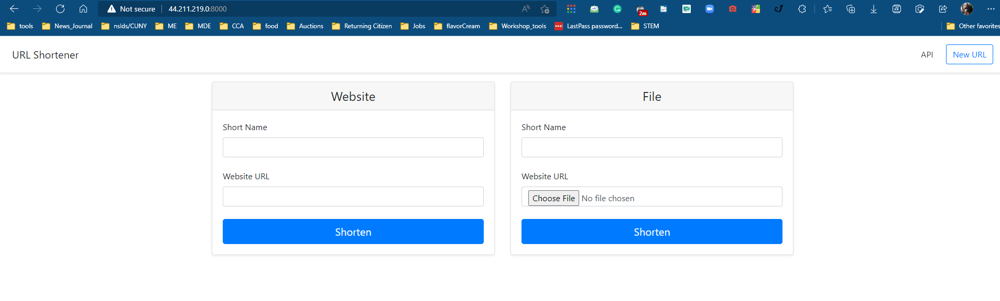 Not secure 44.211.219.0:8000
2m
tools News_Journal nslds/CUNY ME MDE CCA food Auctions Returning Citizen Jobs flavorCream Workshop_tools LastPass password... STEM Other favorites
URL Shortener API New URL
Website
Short Name
Website URL
Shorten
File
Short Name
Website URL
Choose File No file chosen
Shorten